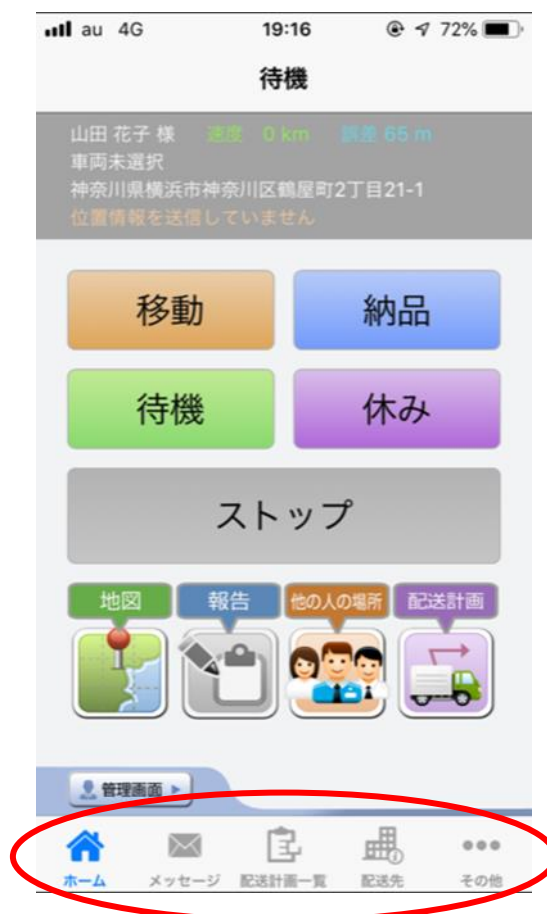 au 4G 19:16 72%
待機
山田 花子 様 速度 0 km 誤差 65 m
車両未選択
神奈川県横浜市神奈川区鶴屋町2丁目21-1
位置情報を送信していません
移動 納品
待機 休み
ストップ
地図 報告 他の人の場所 配送計画
管理画面
ホーム メッセージ 配送計画一覧 配送先 その他